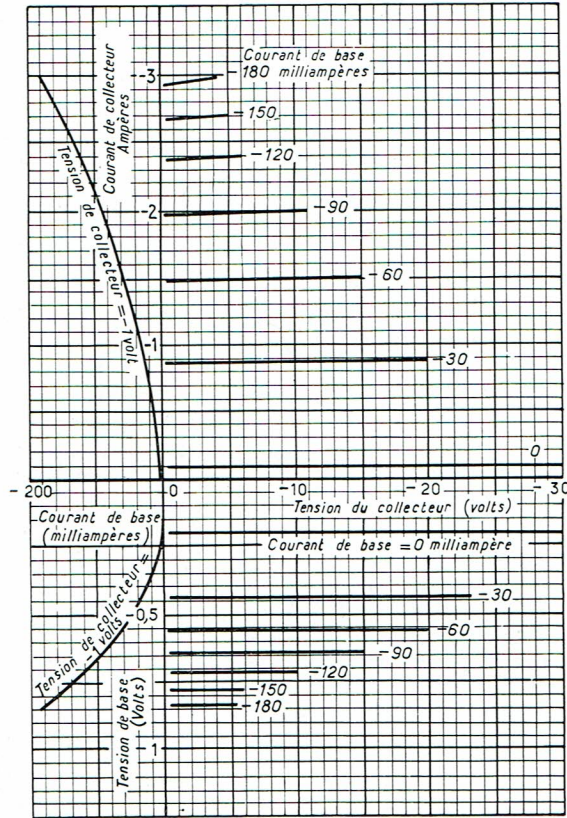 Courant de collecteur
Ampères
Courant de base
-180 milliampères
-3
-150
-120
-2
-90
-60
-1
-30
0
Tension de collecteur = -1 volt
-200
0
-10
-20
-30
Tension du collecteur (volts)
Courant de base
(milliampères)
Courant de base = 0 milliampère
-30
-0,5
-60
-90
-120
-150
-180
Tension de collecteur =
-1 volts
Tension de base
(Volts)
1